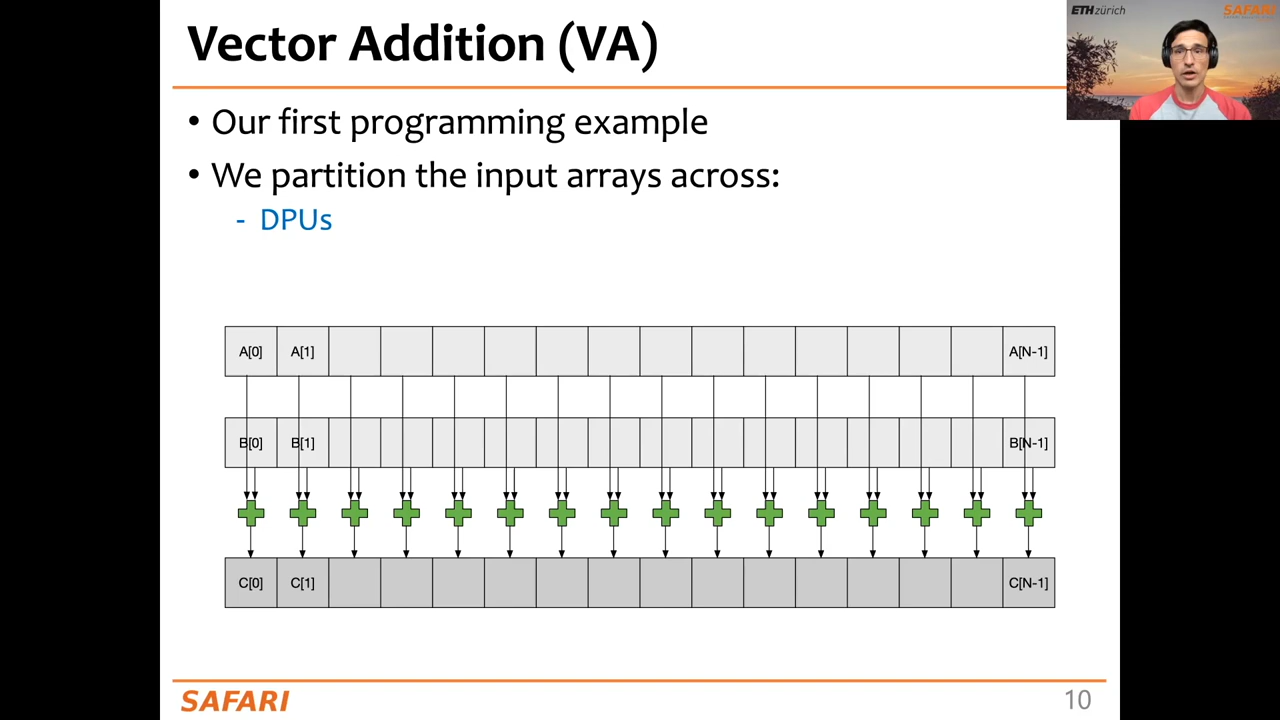 Vector Addition (VA)
ETH zürich
SAFARI
• Our first programming example
• We partition the input arrays across:
- DPUs
A[0] A[1] A[N-1]
B[0] B[1] B[N-1]
C[0] C[1] C[N-1]
SAFARI
10